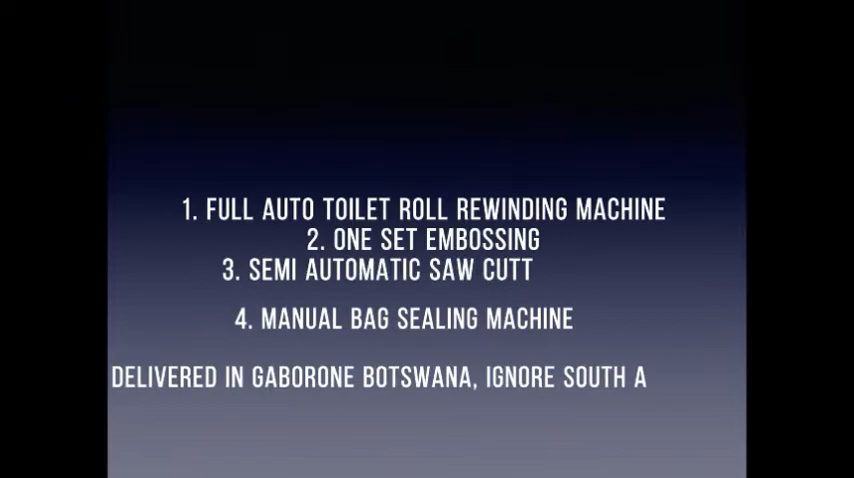 1. FULL AUTO TOILET ROLL REWINDING MACHINE
2. ONE SET EMBOSSING
3. SEMI AUTOMATIC SAW CUTT
4. MANUAL BAG SEALING MACHINE
DELIVERED IN GABORONE BOTSWANA, IGNORE SOUTH A